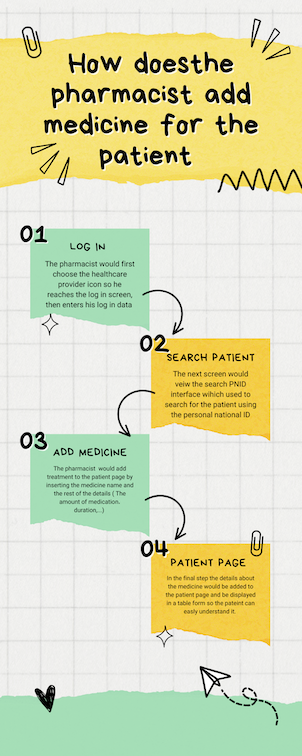 How doesthe
pharmacist add
medicine for the
patient
01
LOG IN
The pharmacist would first
choose the healthcare
provider icon so he
reaches the log in screen,
then enters his log in data
02
SEARCH PATIENT
The next screen would
veiw the search PNID
interface wihich used to
search for the patient using
the personal national ID
03
ADD MEDICINE
The pharmacist would add
treatment to the patient page by
inserting the medicine name and
the rest of the details ( The
amount of medication,
duration,..)
04
PATIENT PAGE
In the final step the details about
the medicine would be added to
the patient page and be displayed
in a table form so the pateint can
easily understand it.